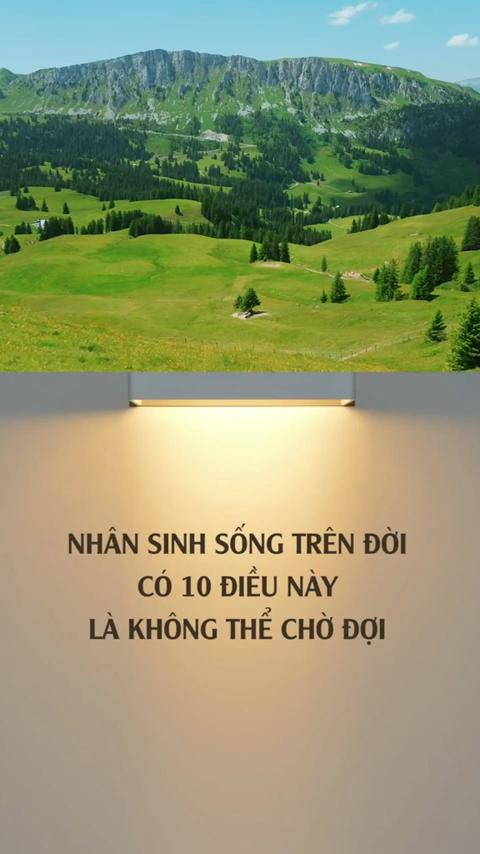 NHÂN SINH SỐNG TRÊN ĐỜI
CÓ 10 ĐIỀU NÀY
LÀ KHÔNG THỂ CHỜ ĐỢI